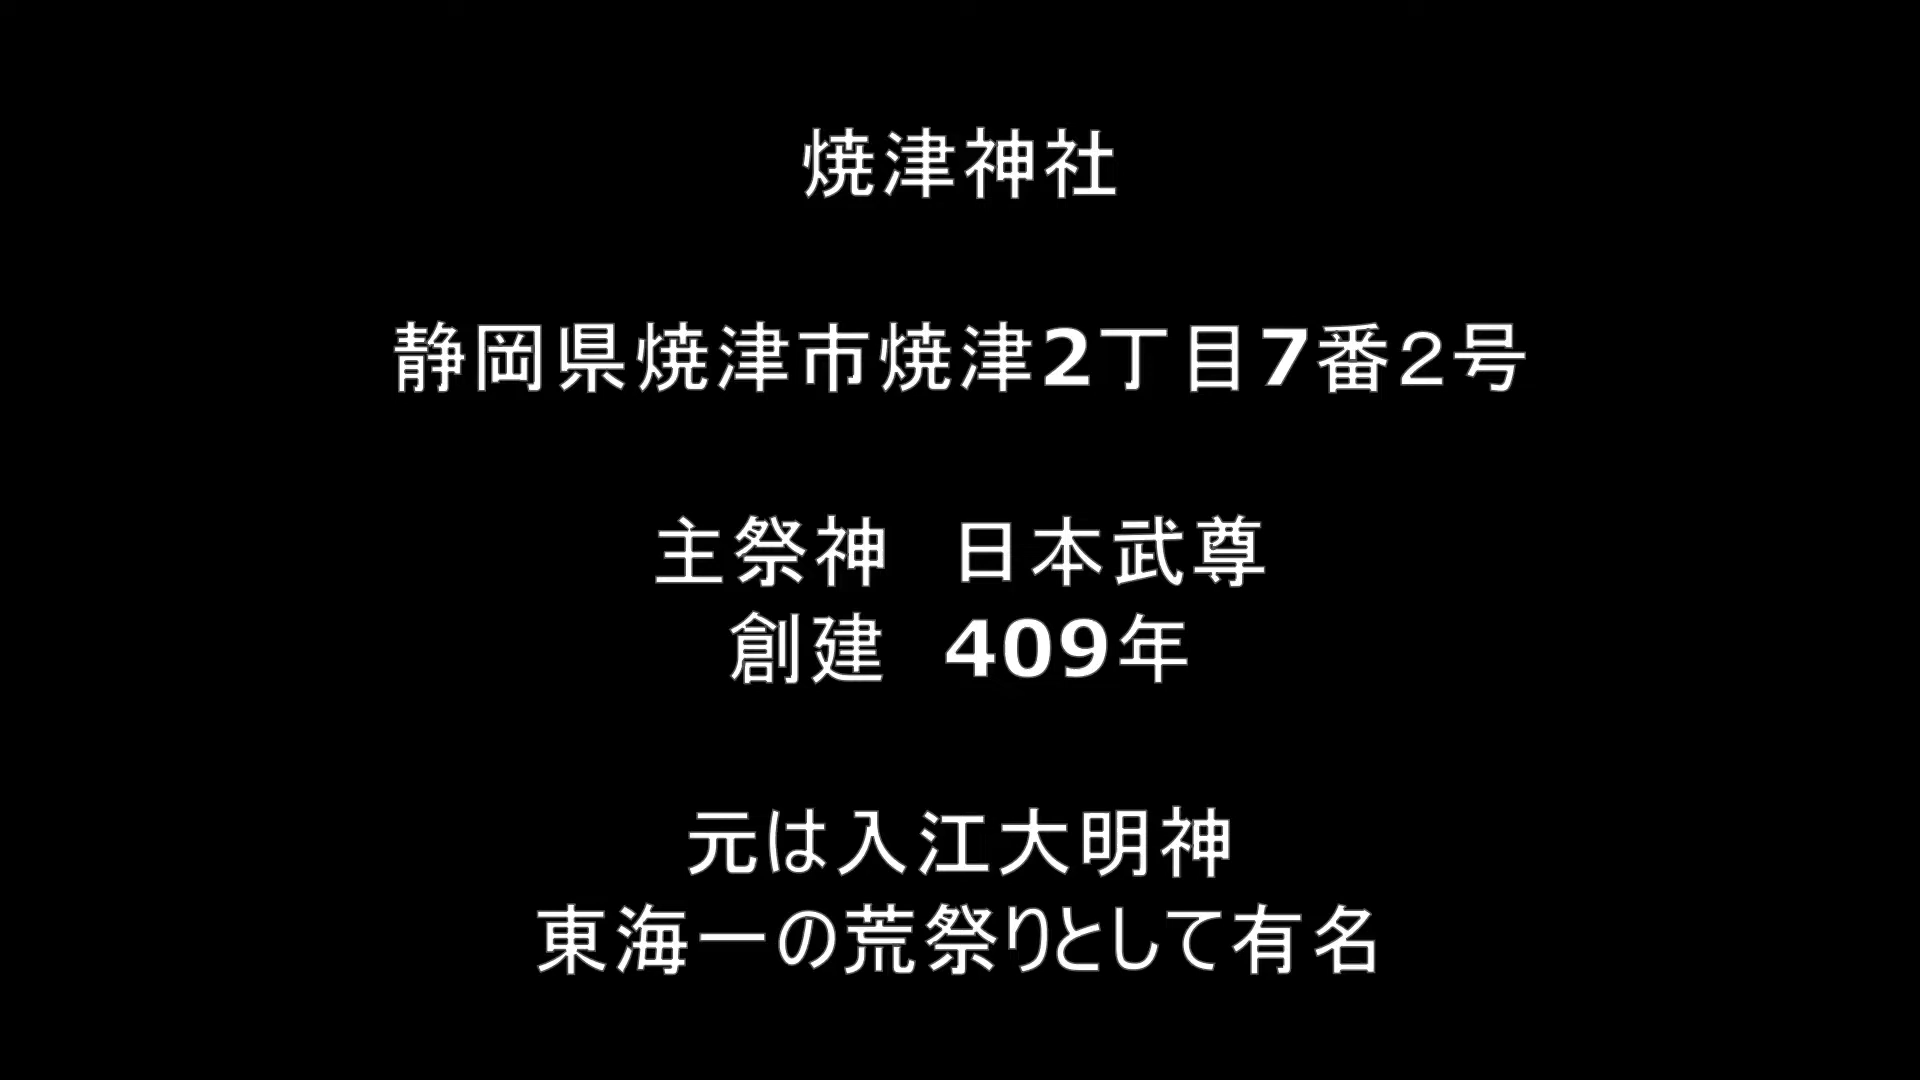 焼津神社
静岡県焼津市焼津2丁目7番２号
主祭神　日本武尊
創建　409年
元は入江大明神
東海一の荒祭りとして有名